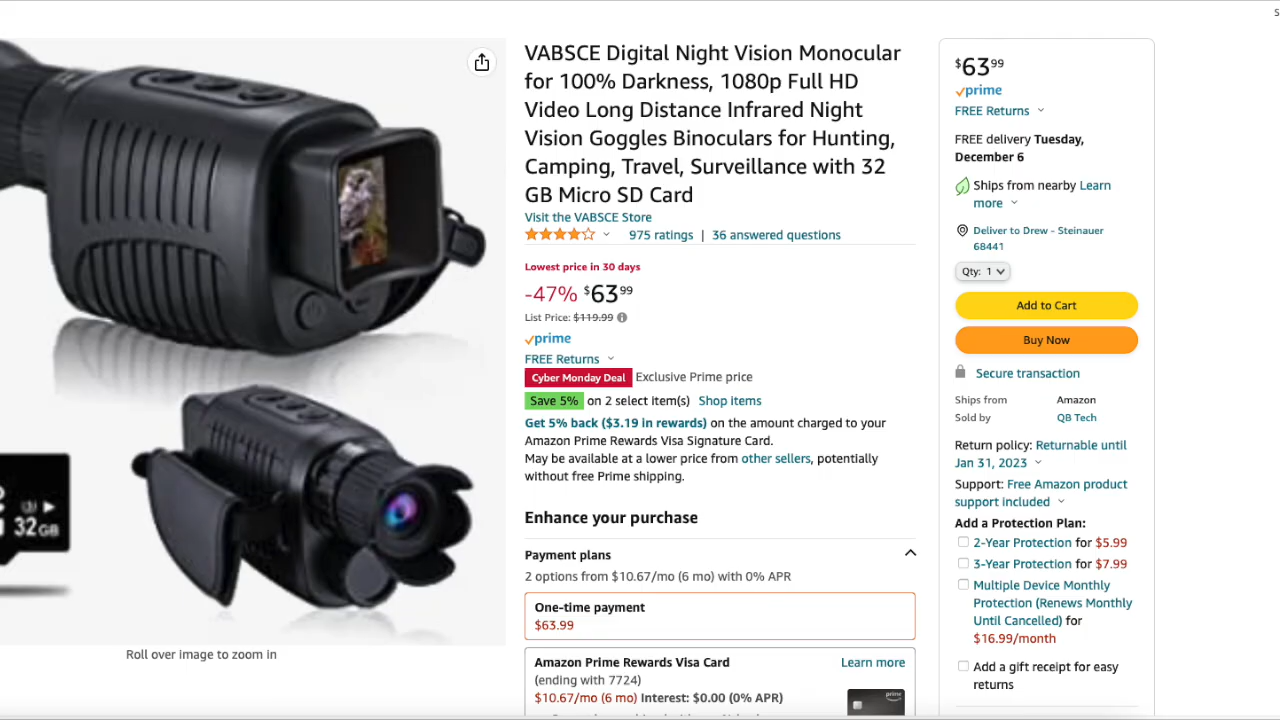 S
VABSCE Digital Night Vision Monocular
for 100% Darkness, 1080p Full HD
Video Long Distance Infrared Night
Vision Goggles Binoculars for Hunting,
Camping, Travel, Surveillance with 32
GB Micro SD Card
Visit the VABSCE Store
975 ratings | 36 answered questions
Lowest price in 30 days
-47% $63 99
List Price: $119.99
prime
FREE Returns
Cyber Monday Deal Exclusive Prime price
Save 5% on 2 select item(s) Shop items
Get 5% back ($3.19 in rewards) on the amount charged to your
Amazon Prime Rewards Visa Signature Card.
May be available at a lower price from other sellers, potentially
without free Prime shipping.
Enhance your purchase
Payment plans
2 options from $10.67/mo (6 mo) with 0% APR
One-time payment
$63.99
Amazon Prime Rewards Visa Card Learn more
(ending with 7724)
$10.67/mo (6 mo) Interest: $0.00 (0% APR)
prime
32GB
Roll over image to zoom in
$63 99
prime
FREE Returns
FREE delivery Tuesday,
December 6
Ships from nearby Learn
more
Deliver to Drew - Steinauer
68441
Qty: 1
Add to Cart
Buy Now
Secure transaction
Ships from Amazon
Sold by QB Tech
Return policy: Returnable until
Jan 31, 2023
Support: Free Amazon product
support included
Add a Protection Plan:
2-Year Protection for $5.99
3-Year Protection for $7.99
Multiple Device Monthly
Protection (Renews Monthly
Until Cancelled) for
$16.99/month
Add a gift receipt for easy
returns